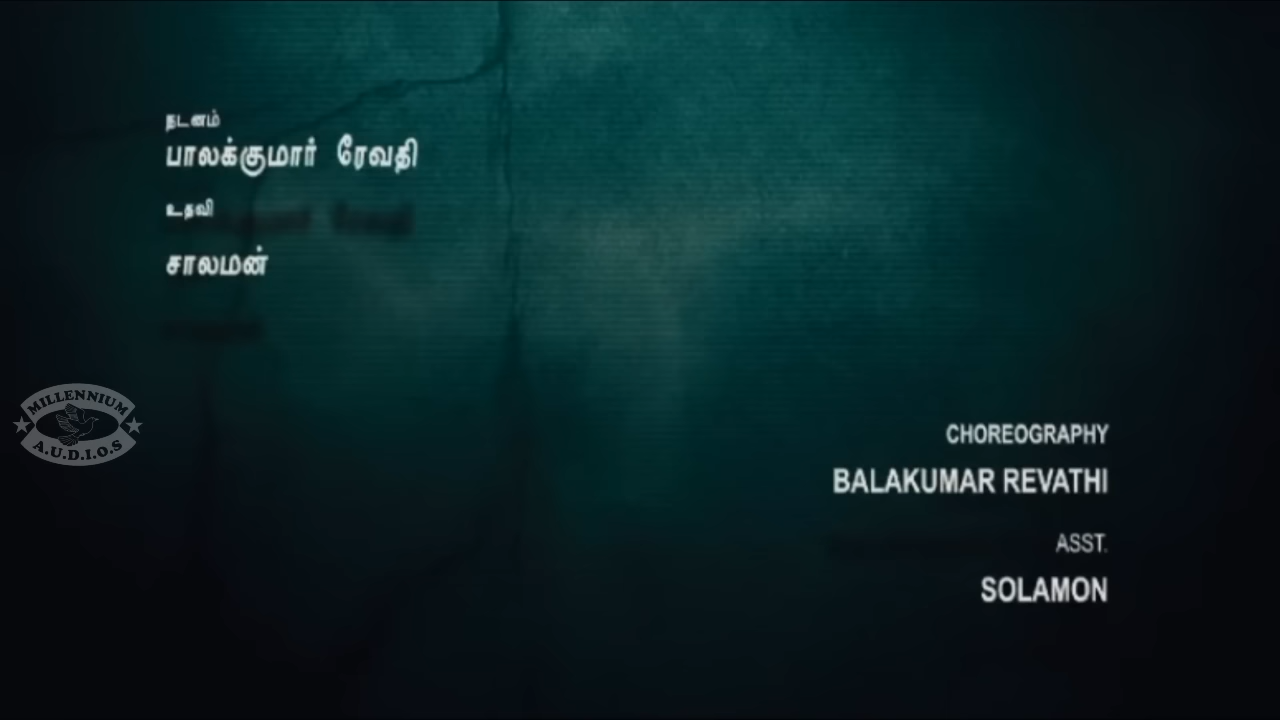 நடனம்
பாலக்குமார் ரேவதி
உதவி
சாலமன்
MILLENNIUM
A.U.D.I.O.S
CHOREOGRAPHY
BALAKUMAR REVATHI
ASST.
SOLAMON